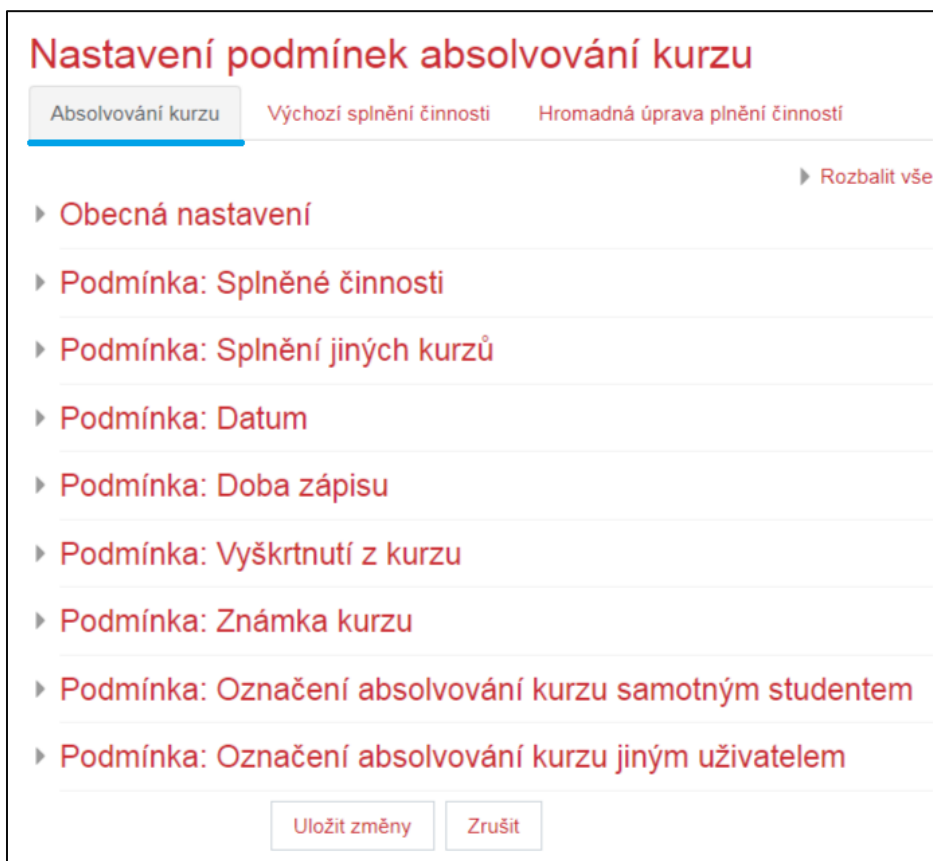 Nastavení podmínek absolvování kurzu
Absolvování kurzu Výchozí splnění činnosti Hromadná úprava plnění činností
Rozbalit vše
Obecná nastavení
Podmínka: Splněné činnosti
Podmínka: Splnění jiných kurzů
Podmínka: Datum
Podmínka: Doba zápisu
Podmínka: Vyškrtnutí z kurzu
Podmínka: Známka kurzu
Podmínka: Označení absolvování kurzu samotným studentem
Podmínka: Označení absolvování kurzu jiným uživatelem
Uložit změny Zrušit